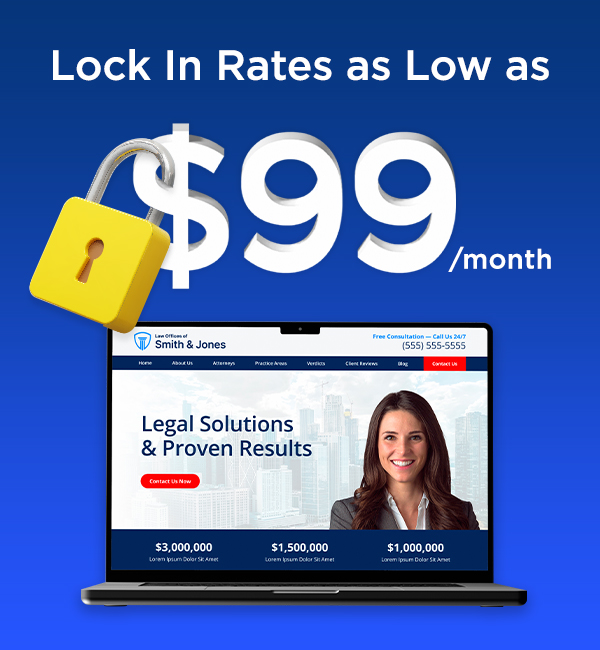 Lock In Rates as Low as
$99
/month
Law Offices of
Smith & Jones
Free Consultation — Call Us 24/7
(555) 555-5555
Home About Us Attorneys Practice Areas Verdicts Client Reviews Blog Contact Us
Legal Solutions
& Proven Results
Contact Us Now
$3,000,000 $1,500,000 $1,000,000
Lorem Ipsum Dolor Sit Amet Lorem Ipsum Dolor Sit Amet Lorem Ipsum Dolor Sit Amet